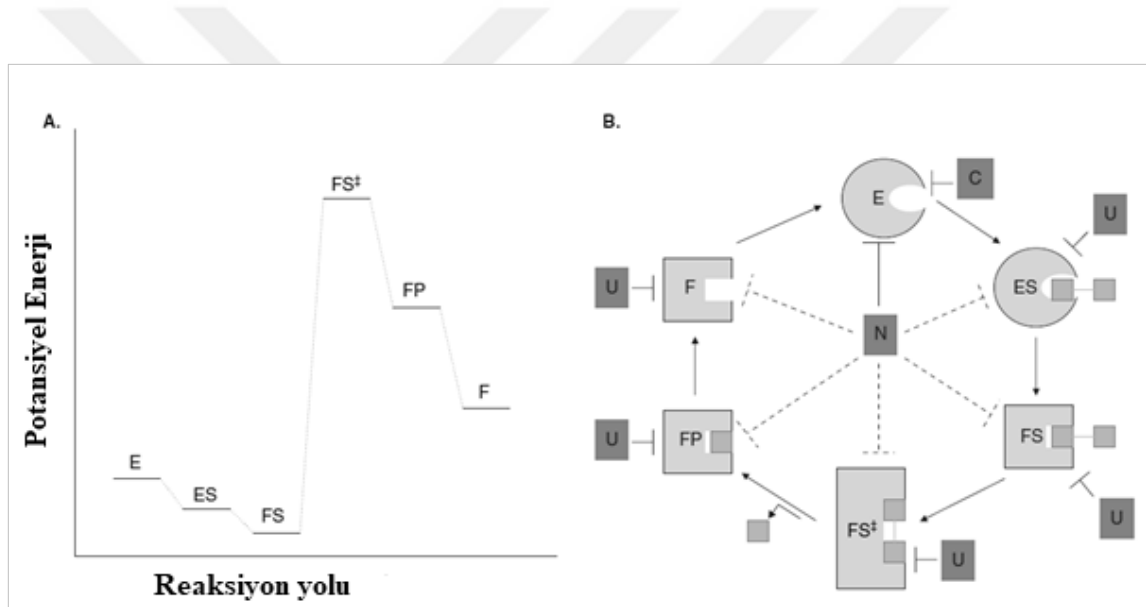 A.
Potansiyel Enerji
E
ES
FS
FS‡
FP
F
Reaksiyon yolu
B.
E
C
U
ES
U
F
N
U
FP
FS
U
FS‡
U